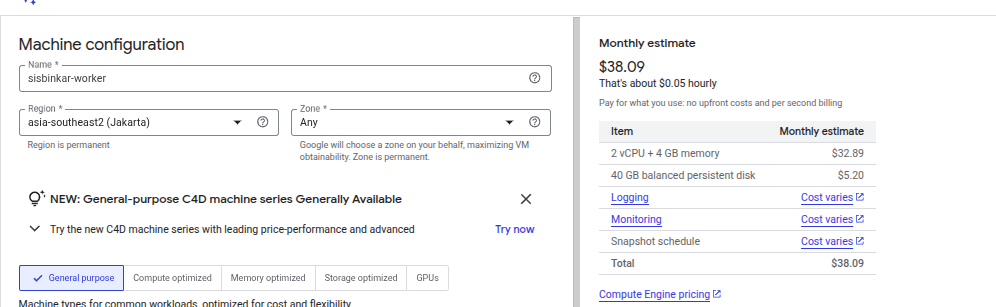 Machine configuration
Name *
sisbinkar-worker
Region *
asia-southeast2 (Jakarta)
Region is permanent
Zone *
Any
Google will choose a zone on your behalf, maximizing VM
obtainability. Zone is permanent.
NEW: General-purpose C4D machine series Generally Available
Try the new C4D machine series with leading price-performance and advanced
Try now
General purpose
Compute optimized
Memory optimized
Storage optimized
GPUs
Machine types for common workloads, optimized for cost and flexibility
Monthly estimate
$38.09
That's about $0.05 hourly
Pay for what you use: no upfront costs and per second billing
Item Monthly estimate
2 vCPU + 4 GB memory $32.89
40 GB balanced persistent disk $5.20
Logging Cost varies
Monitoring Cost varies
Snapshot schedule Cost varies
Total $38.09
Compute Engine pricing